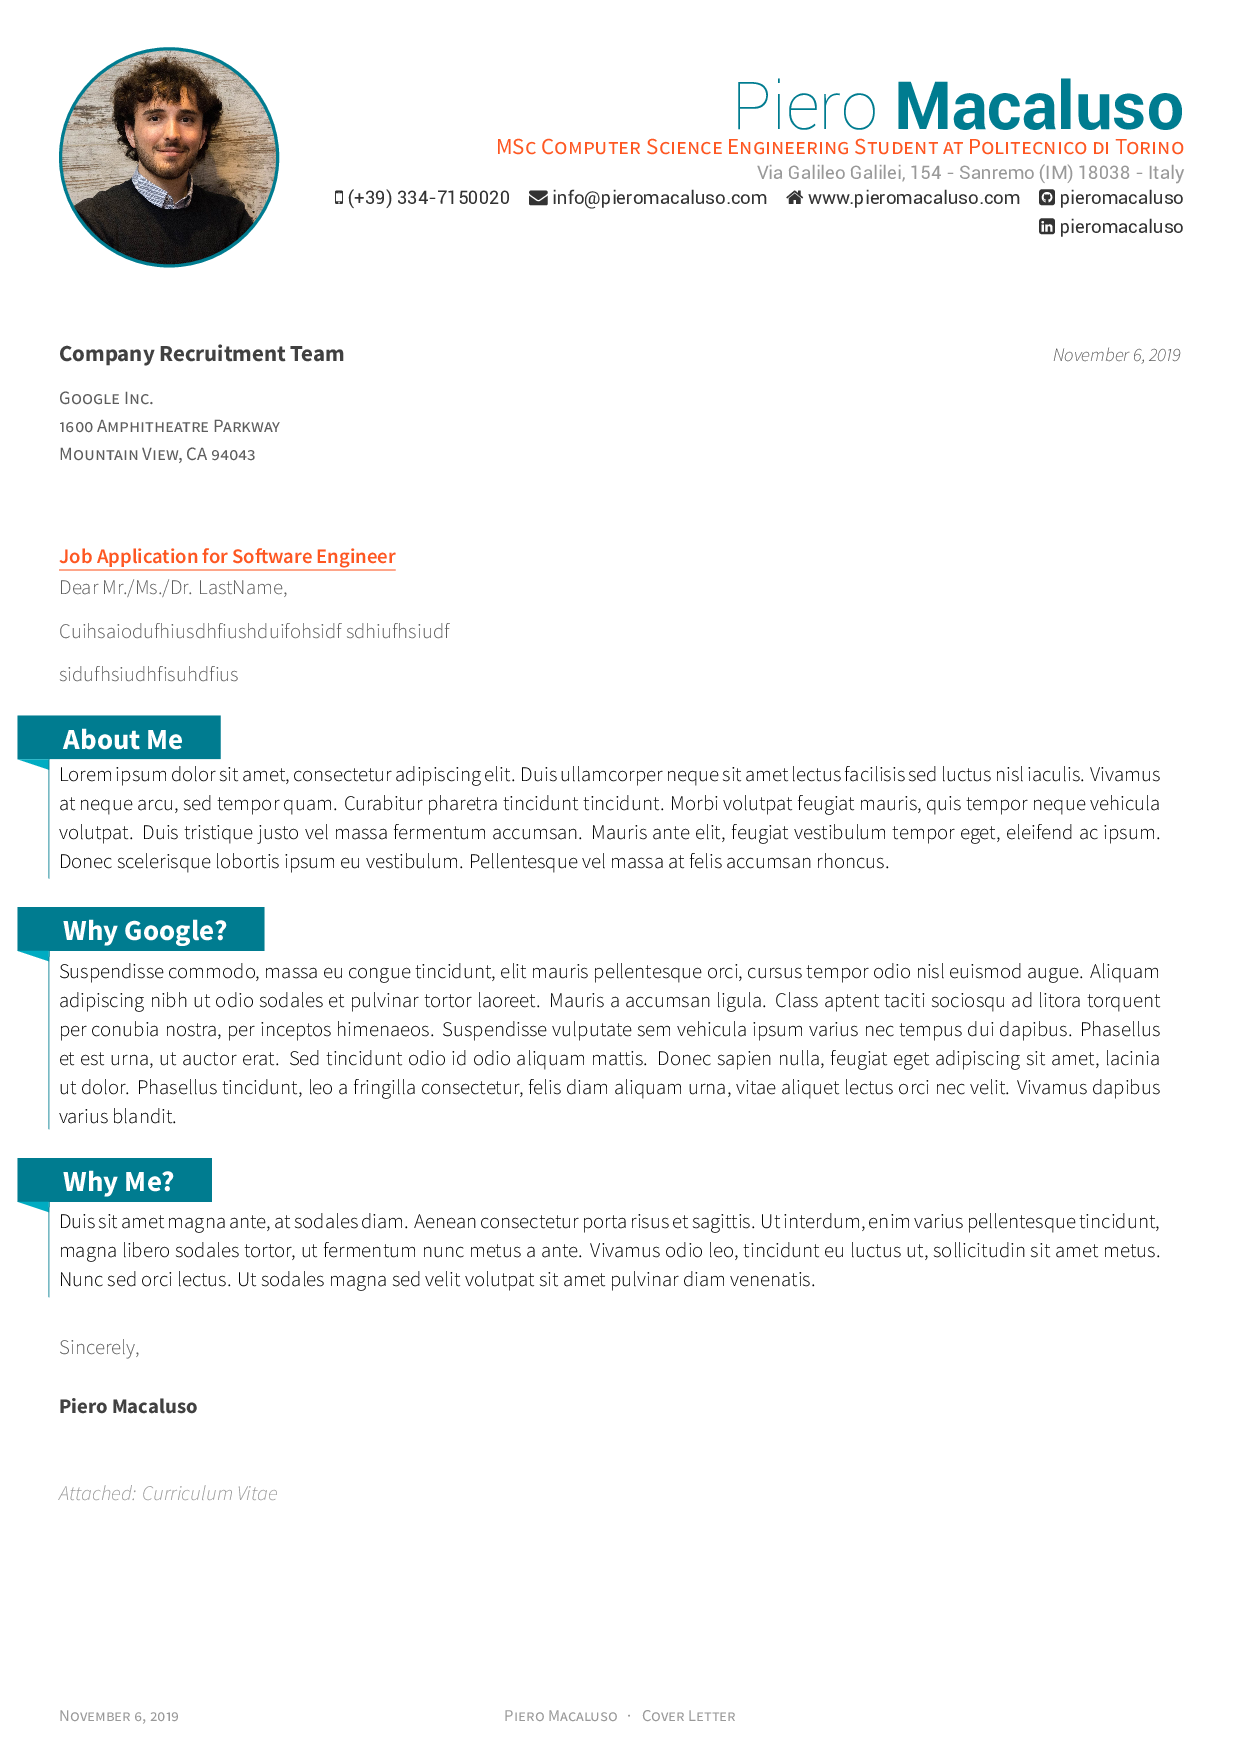 Piero Macaluso
MSc Computer Science Engineering Student at Politecnico di Torino
Via Galileo Galilei, 154 - Sanremo (IM) 18038 - Italy
(+39) 334-7150020 info@pieromacaluso.com www.pieromacaluso.com pieromacaluso
pieromacaluso
Company Recruitment Team November 6, 2019
Google Inc.
1600 Amphitheatre Parkway
Mountain View, CA 94043
Job Application for Software Engineer
Dear Mr./Ms./Dr. LastName,
Cuihsaiodufhiusdhfiushduifohsidf sdhiufhsiudf
sidufhsiudhfisuhdfius
About Me
Lorem ipsum dolor sit amet, consectetur adipiscing elit. Duis ullamcorper neque sit amet lectus facilisis sed luctus nisl iaculis. Vivamus
at neque arcu, sed tempor quam. Curabitur pharetra tincidunt tincidunt. Morbi volutpat feugiat mauris, quis tempor neque vehicula
volutpat. Duis tristique justo vel massa fermentum accumsan. Mauris ante elit, feugiat vestibulum tempor eget, eleifend ac ipsum.
Donec scelerisque lobortis ipsum eu vestibulum. Pellentesque vel massa at felis accumsan rhoncus.
Why Google?
Suspendisse commodo, massa eu congue tincidunt, elit mauris pellentesque orci, cursus tempor odio nisl euismod augue. Aliquam
adipiscing nibh ut odio sodales et pulvinar tortor laoreet. Mauris a accumsan ligula. Class aptent taciti sociosqu ad litora torquent
per conubia nostra, per inceptos himenaeos. Suspendisse vulputate sem vehicula ipsum varius nec tempus dui dapibus. Phasellus
et est urna, ut auctor erat. Sed tincidunt odio id odio aliquam mattis. Donec sapien nulla, feugiat eget adipiscing sit amet, lacinia
ut dolor. Phasellus tincidunt, leo a fringilla consectetur, felis diam aliquam urna, vitae aliquet lectus orci nec velit. Vivamus dapibus
varius blandit.
Why Me?
Duis sit amet magna ante, at sodales diam. Aenean consectetur porta risus et sagittis. Ut interdum, enim varius pellentesque tincidunt,
magna libero sodales tortor, ut fermentum nunc metus a ante. Vivamus odio leo, tincidunt eu luctus ut, sollicitudin sit amet metus.
Nunc sed orci lectus. Ut sodales magna sed velit volutpat sit amet pulvinar diam venenatis.
Sincerely,
Piero Macaluso
Attached: Curriculum Vitae
November 6, 2019 Piero Macaluso · Cover Letter